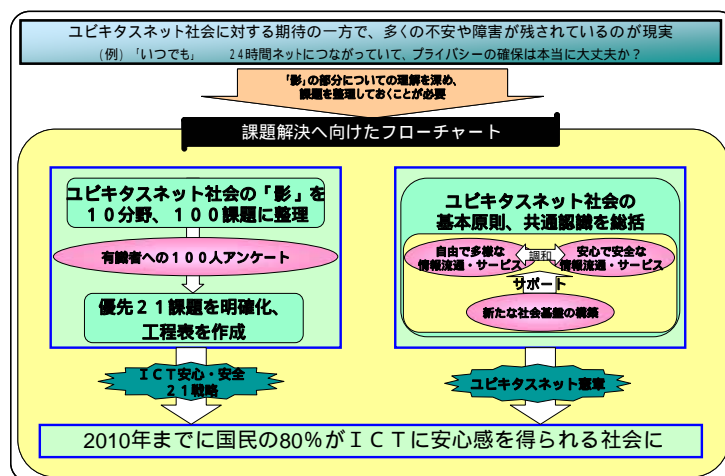 ユビキタスネット社会に対する期待の一方で、多くの不安や障害が残されているのが現実
(例)「いつでも」　24時間ネットにつながっていて、プライバシーの確保は本当に大丈夫か？
「影」の部分についての理解を深め、
課題を整理しておくことが必要
課題解決へ向けたフローチャート
ユビキタスネット社会の「影」を
１０分野、１００課題に整理
有識者への１００人アンケート
優先２１課題を明確化、
工程表を作成
ＩＣＴ安心・安全
２１戦略
ユビキタスネット社会の
基本原則、共通認識を総括
自由で多様な
情報流通・サービス
調和
安心で安全な
情報流通・サービス
サポート
新たな社会基盤の構築
ユビキタスネット憲章
2010年までに国民の80％がＩＣＴに安心感を得られる社会に